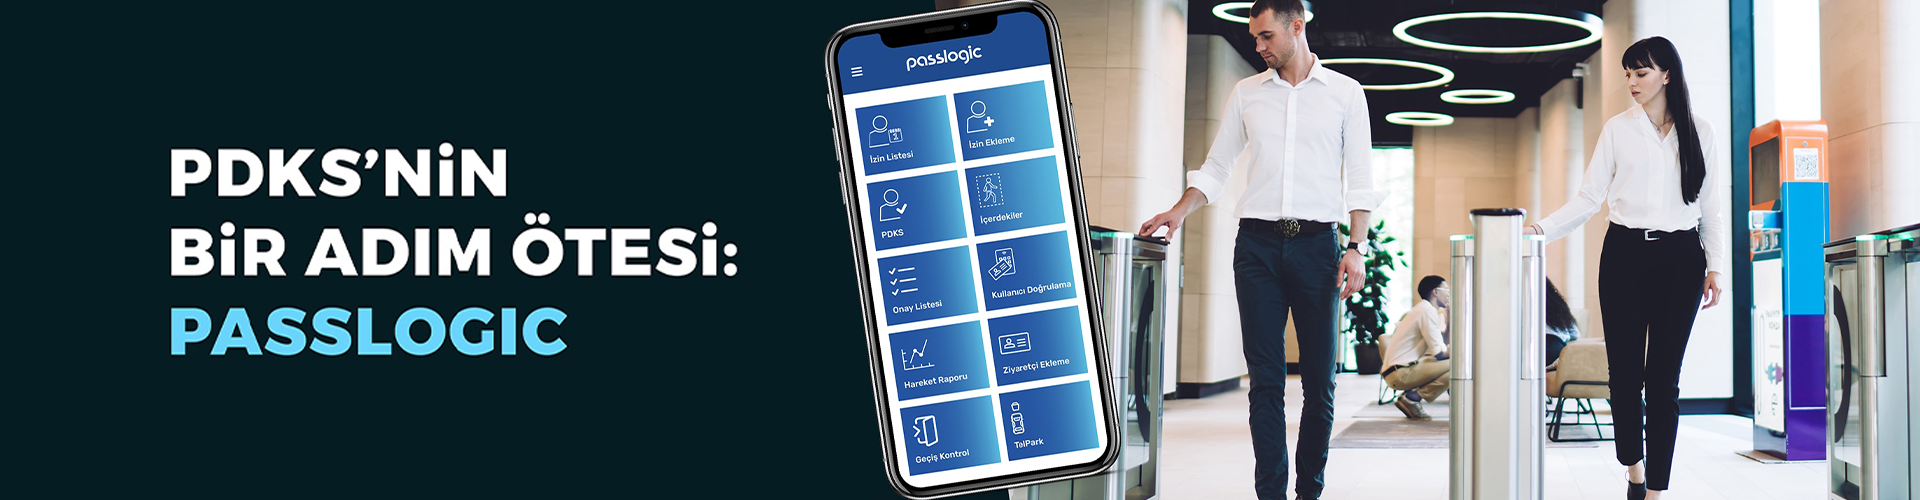 PDKS’NiN
BiR ADIM ÖTESi:
PASSLOGIC
passlogic
İzin Listesi
İzin Ekleme
PDKS
İçerdekiler
Onay Listesi
Kullanıcı Doğrulama
Hareket Raporu
Ziyaretçi Ekleme
Geçiş Kontrol
TelPark